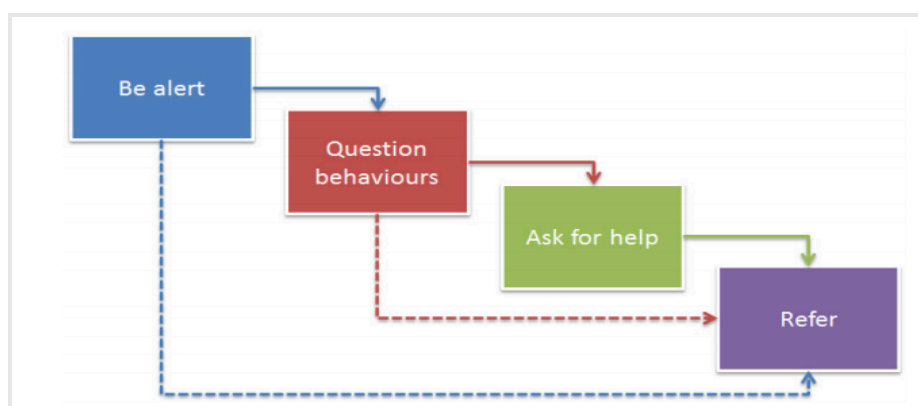 Be alert
Question
behaviours
Ask for help
Refer